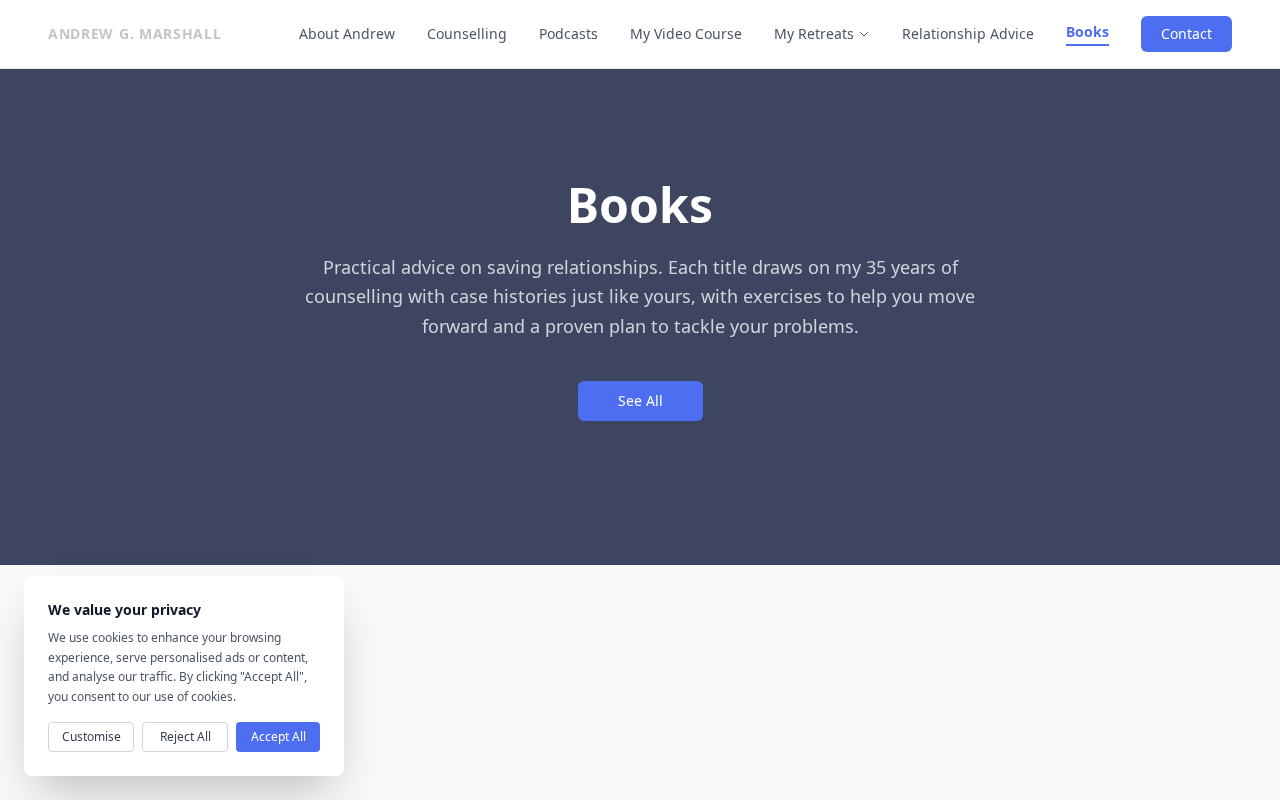 ANDREW G. MARSHALL
About Andrew
Counselling
Podcasts
My Video Course
My Retreats
Relationship Advice
Books
Contact
Books
Practical advice on saving relationships. Each title draws on my 35 years of
counselling with case histories just like yours, with exercises to help you move
forward and a proven plan to tackle your problems.
See All
We value your privacy
We use cookies to enhance your browsing
experience, serve personalised ads or content,
and analyse our traffic. By clicking "Accept All",
you consent to our use of cookies.
Customise
Reject All
Accept All